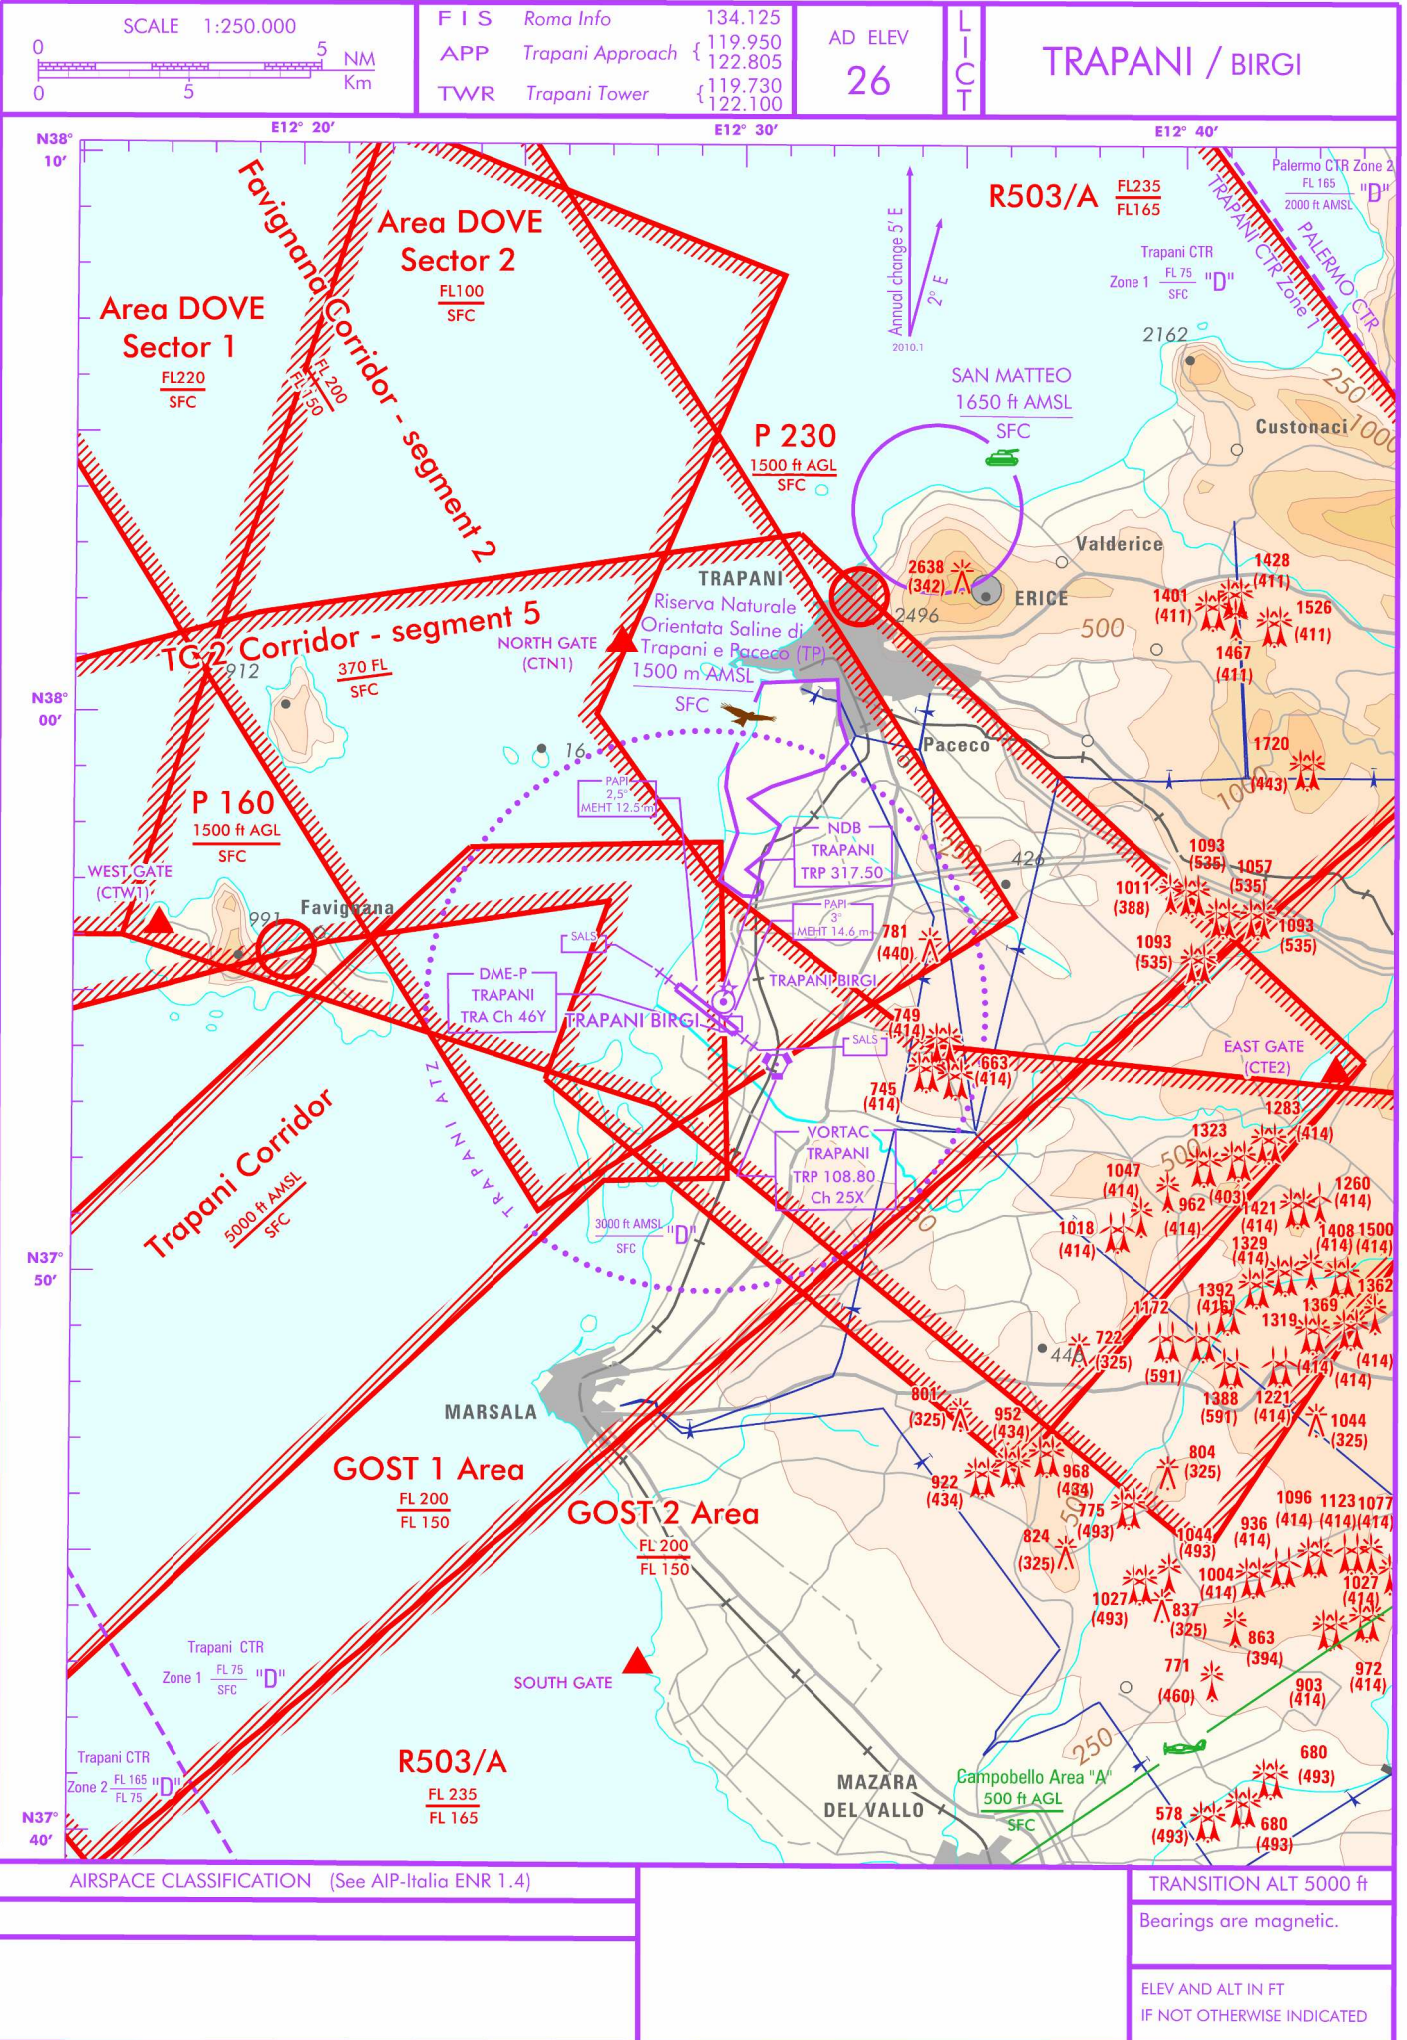 SCALE 1:250.000
0 5 NM
0 5 Km
F I S Roma Info 134.125
APP Trapani Approach { 119.950
122.805
TWR Trapani Tower { 119.730
122.100
AD ELEV
26
LICT
TRAPANI / BIRGI
E12° 20'
E12° 30'
E12° 40'
N38°
10'
Favignana Corridor - segment 2
FL 200
FL 150
Area DOVE
Sector 2
FL100
SFC
Area DOVE
Sector 1
FL220
SFC
Annual change 5' E
2° E
2010.1
R503/A FL235
FL165
Palermo CTR Zone 2
FL 165
2000 ft AMSL
"D"
TRAPANI CTR Zone 1
PALERMO CTR
Trapani CTR
Zone 1 FL 75
SFC
"D"
2162
SAN MATTEO
1650 ft AMSL
SFC
250
1000
Custonaci
P 230
1500 ft AGL
SFC
Valderice
2638
(342)
ERICE
2496
500
1428
(411)
1401
(411)
1526
(411)
1467
(411)
TRAPANI
Riserva Naturale
Orientata Saline di
Trapani e Paceco (TP)
1500 m AMSL
SFC
NORTH GATE
(CTN1)
TG 2 Corridor - segment 5
370 FL
SFC
912
N38°
00'
16
Paceco
1720
(443)
1000
P 160
1500 ft AGL
SFC
PAPI
2,5°
MEHT 12.5 m
NDB
TRAPANI
TRP 317.50
250
426
1093
(535)
1057
(535)
1011
(388)
1093
(535)
1093
(535)
WEST GATE
(CTW1)
991
Favignana
PAPI
3°
MEHT 14.6 m
781
(440)
SALS
DME-P
TRAPANI
TRA Ch 46Y
TRAPANI BIRGI
TRAPANI BIRGI
749
(414)
SALS
663
(414)
745
(414)
EAST GATE
(CTE2)
TRAPANI ATZ
Trapani Corridor
5000 ft AMSL
SFC
VORTAC
TRAPANI
TRP 108.80
Ch 25X
3000 ft AMSL
SFC
"D"
1283
(414)
1323
(403)
500
1047
(414)
962
(414)
1260
(414)
1421
(414)
1018
(414)
1408
(414)
1500
(414)
1329
(414)
1362
1392
(416)
1172
(591)
1369
1319
(414)
(414)
N37°
50'
446
722
(325)
1388
(591)
1221
(414)
1044
(325)
MARSALA
801
(325)
952
(434)
922
(434)
968
(434)
804
(325)
GOST 1 Area
FL 200
FL 150
GOST 2 Area
FL 200
FL 150
500
775
(493)
1096
(414)
1123
(414)
1077
(414)
936
(414)
1044
(493)
824
(325)
1004
(414)
1027
(414)
1027
(493)
837
(325)
863
(394)
771
(460)
903
(414)
972
(414)
Trapani CTR
Zone 1 FL 75
SFC
"D"
SOUTH GATE
Trapani CTR
Zone 2 FL 165
FL 75
"D"
R503/A
FL 235
FL 165
250
MAZARA
DEL VALLO
Campobello Area "A"
500 ft AGL
SFC
680
(493)
578
(493)
680
(493)
N37°
40'
AIRSPACE CLASSIFICATION (See AIP-Italia ENR 1.4)
TRANSITION ALT 5000 ft
Bearings are magnetic.
ELEV AND ALT IN FT
IF NOT OTHERWISE INDICATED